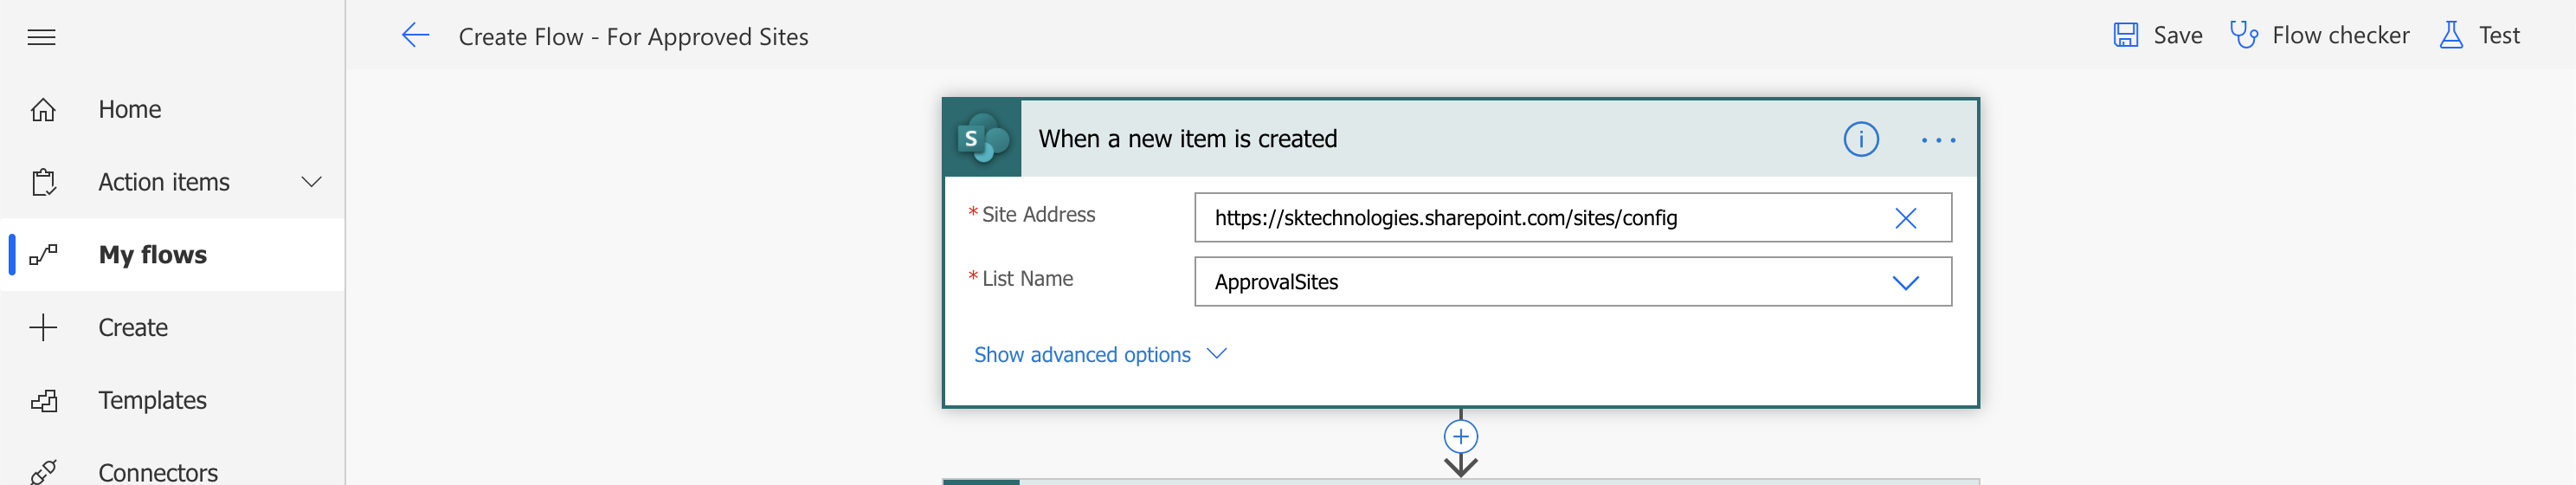 Create Flow - For Approved Sites
Save
Flow checker
Test
Home
Action items
My flows
Create
Templates
Connectors
S
When a new item is created
* Site Address
https://sktechnologies.sharepoint.com/sites/config
* List Name
ApprovalSites
Show advanced options